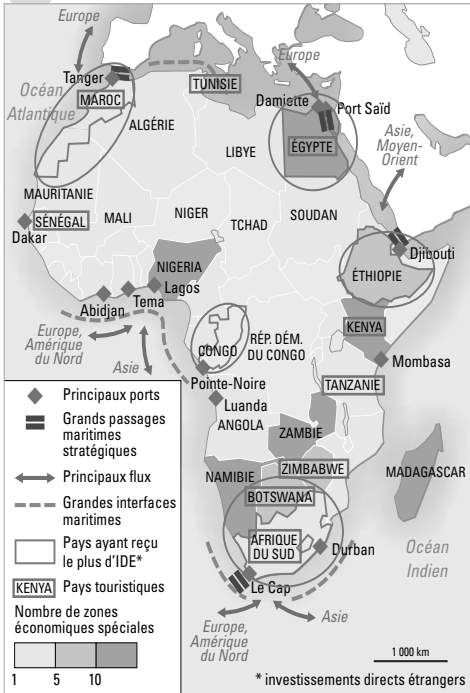 Europe
Tanger
Océan
Atlantique
MAROC
TUNISIE
Europe
Damiette
Port Saïd
ALGÉRIE
LIBYE
ÉGYPTE
Asie,
Moyen-
Orient
MAURITANIE
SÉNÉGAL
Dakar
MALI
NIGER
TCHAD
SOUDAN
Djibouti
NIGERIA
Lagos
ÉTHIOPIE
Abidjan
Tema
Europe,
Amérique
du Nord
Asie
CONGO
RÉP. DÉM.
DU CONGO
KENYA
Mombasa
Pointe-Noire
TANZANIE
Luanda
ANGOLA
ZAMBIE
ZIMBABWE
MADAGASCAR
NAMIBIE
BOTSWANA
AFRIQUE
DU SUD
Durban
Océan
Indien
Le Cap
Europe,
Amérique
du Nord
Asie
Principaux ports
Grands passages
maritimes
stratégiques
Principaux flux
Grandes interfaces
maritimes
Pays ayant reçu
le plus d'IDE*
KENYA Pays touristiques
Nombre de zones
économiques spéciales
1 5 10
1 000 km
* investissements directs étrangers